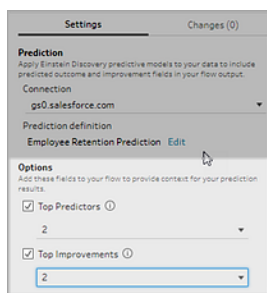 Settings
Changes (0)
Prediction
Apply Einstein Discovery predictive models to your data to include
predicted outcome and improvement fields in your flow output.
Connection
gs0.salesforce.com
Prediction definition
Employee Retention Prediction Edit
Options
Add these fields to your flow to provide context for your prediction
results.
Top Predictors
2
Top Improvements
2